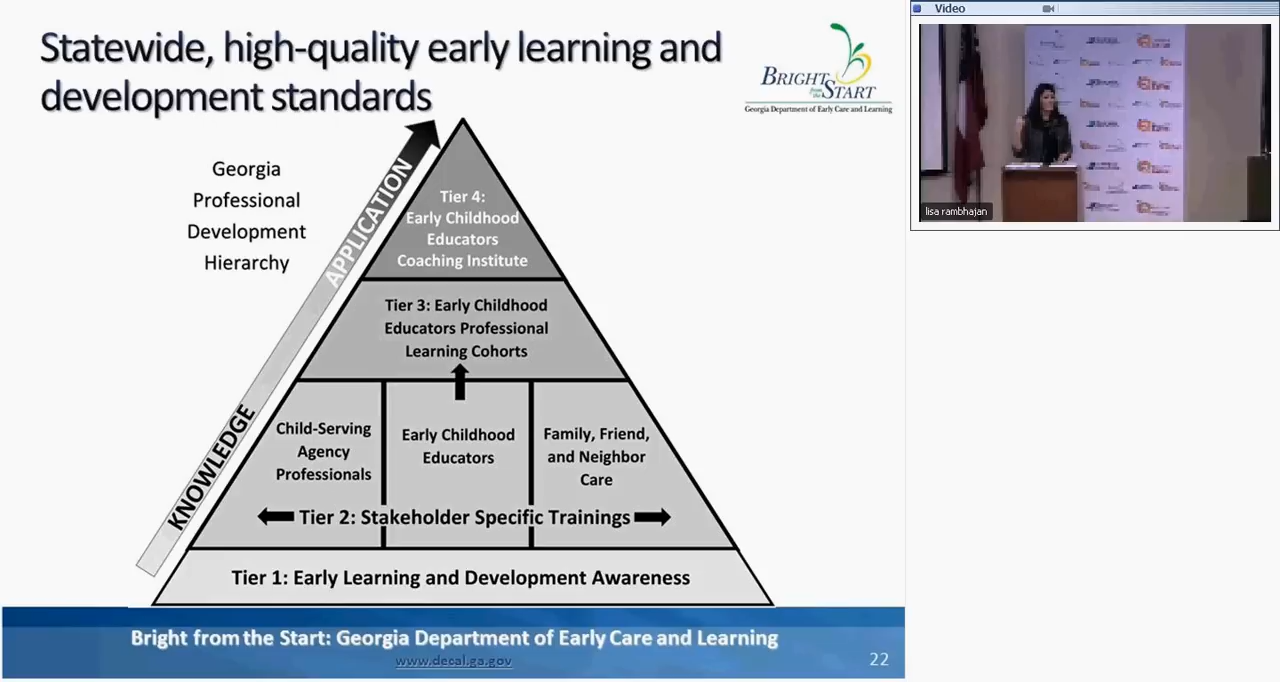 Statewide, high-quality early learning and
development standards
BRIGHT
from the
START
Georgia Department of Early Care and Learning
Georgia
Professional
Development
Hierarchy
KNOWLEDGE
APPLICATION
Tier 4:
Early Childhood
Educators
Coaching Institute
Tier 3: Early Childhood
Educators Professional
Learning Cohorts
Child-Serving
Agency
Professionals
Early Childhood
Educators
Family, Friend,
and Neighbor
Care
Tier 2: Stakeholder Specific Trainings
Tier 1: Early Learning and Development Awareness
Bright from the Start: Georgia Department of Early Care and Learning
www.decal.ga.gov
22
Video
lisa rambhajan